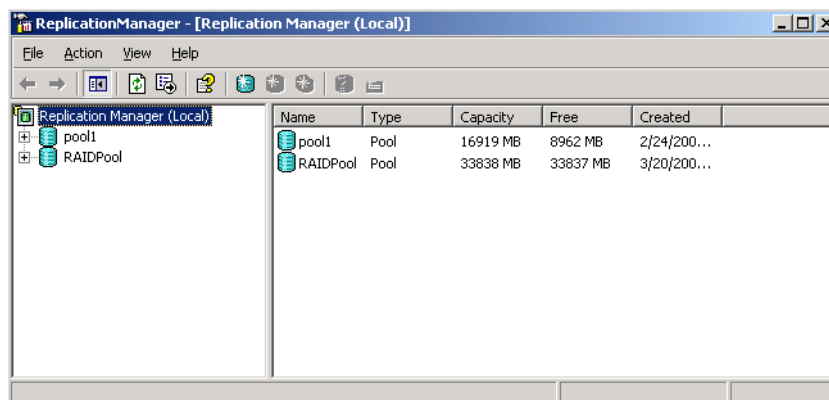 ReplicationManager - [Replication Manager (Local)]
File Action View Help
Replication Manager (Local)
pool1
RAIDPool
Name Type Capacity Free Created
pool1 Pool 16919 MB 8962 MB 2/24/200...
RAIDPool Pool 33838 MB 33837 MB 3/20/200...